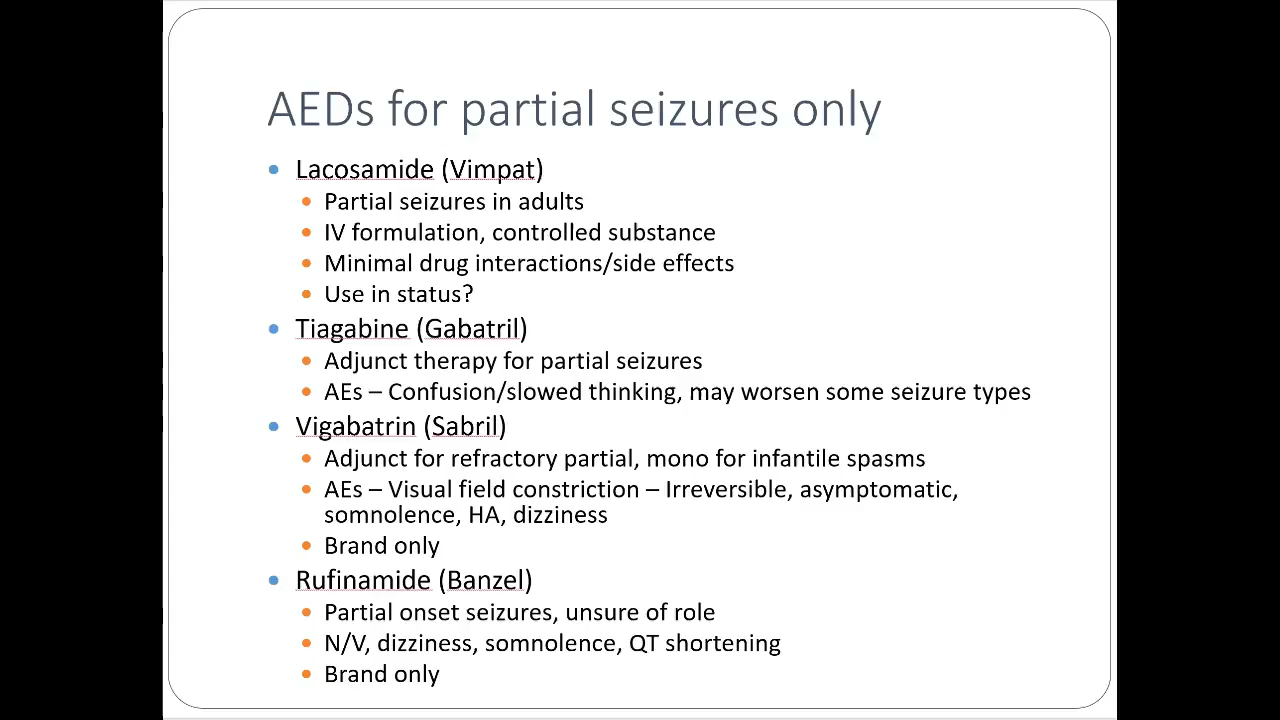 AEDs for partial seizures only
• Lacosamide (Vimpat)
• Partial seizures in adults
• IV formulation, controlled substance
• Minimal drug interactions/side effects
• Use in status?
• Tiagabine (Gabatril)
• Adjunct therapy for partial seizures
• AEs – Confusion/slowed thinking, may worsen some seizure types
• Vigabatrin (Sabril)
• Adjunct for refractory partial, mono for infantile spasms
• AEs – Visual field constriction – Irreversible, asymptomatic,
somnolence, HA, dizziness
• Brand only
• Rufinamide (Banzel)
• Partial onset seizures, unsure of role
• N/V, dizziness, somnolence, QT shortening
• Brand only